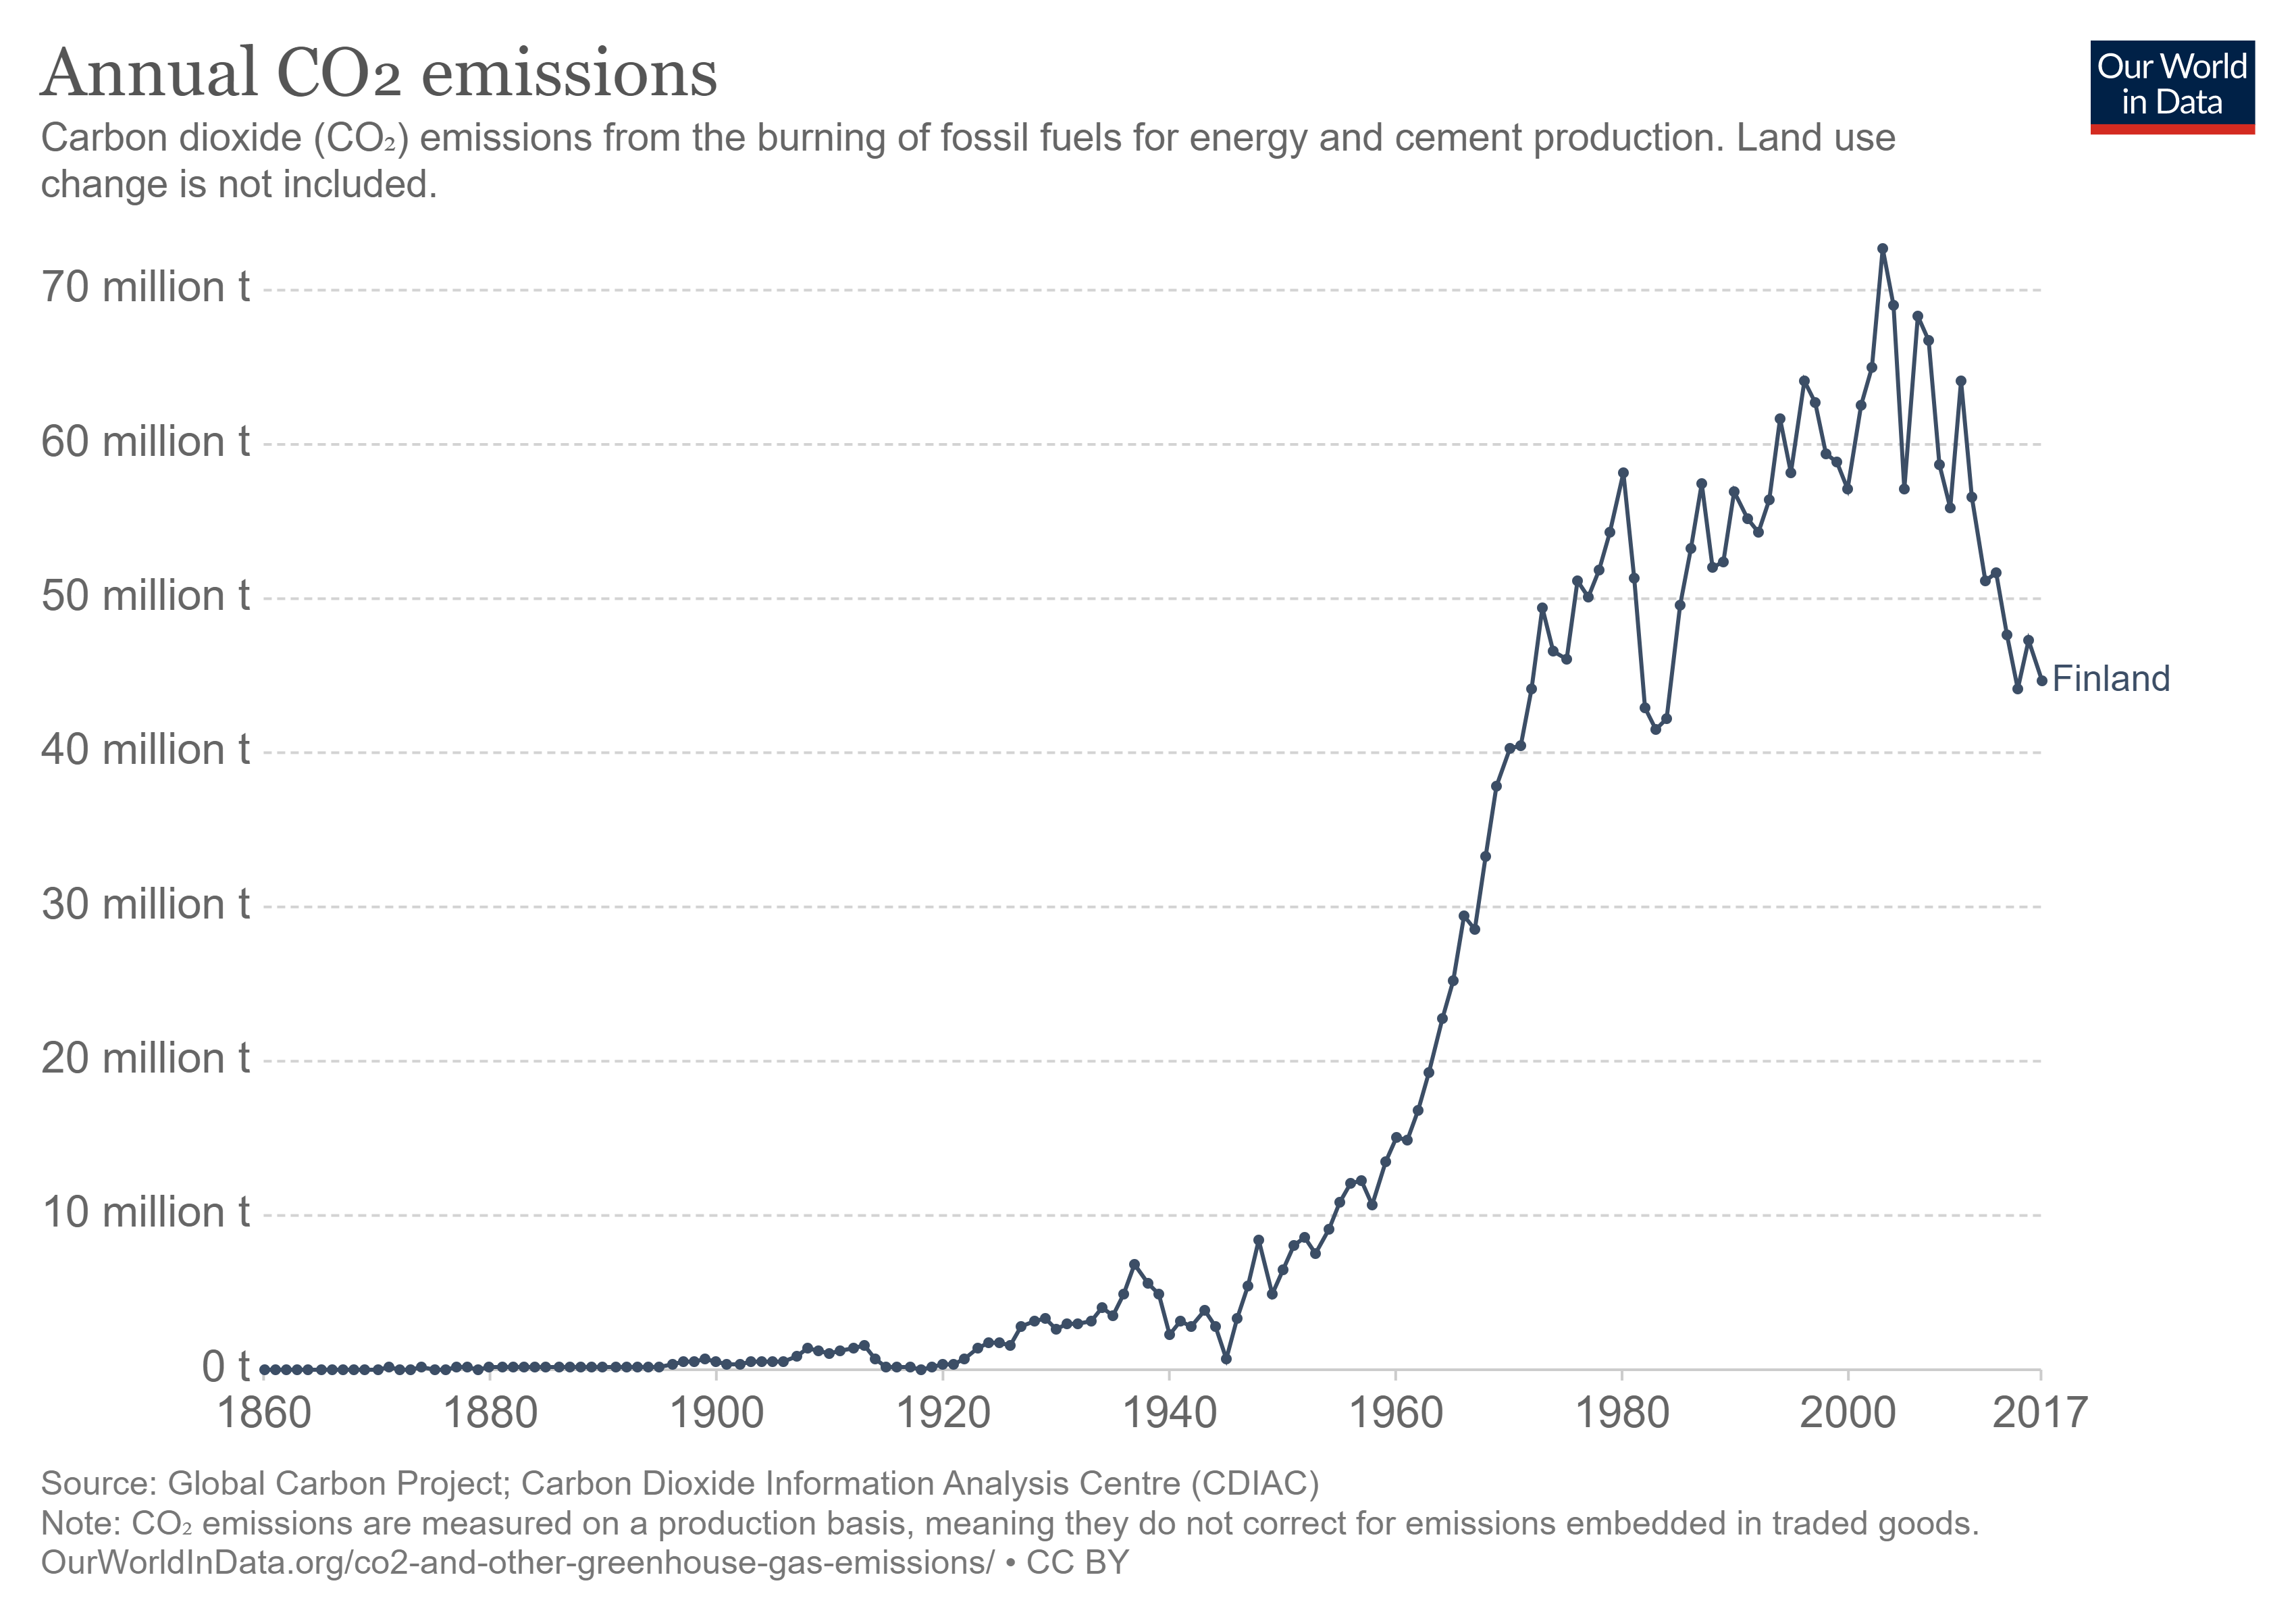 Annual CO2 emissions
Our World
in Data
Carbon dioxide (CO₂) emissions from the burning of fossil fuels for energy and cement production. Land use
change is not included.
70 million t
60 million t
50 million t
40 million t
30 million t
20 million t
10 million t
0 t
Finland
1860 1880 1900 1920 1940 1960 1980 2000 2017
Source: Global Carbon Project; Carbon Dioxide Information Analysis Centre (CDIAC)
Note: CO₂ emissions are measured on a production basis, meaning they do not correct for emissions embedded in traded goods.
OurWorldInData.org/co2-and-other-greenhouse-gas-emissions/ • CC BY